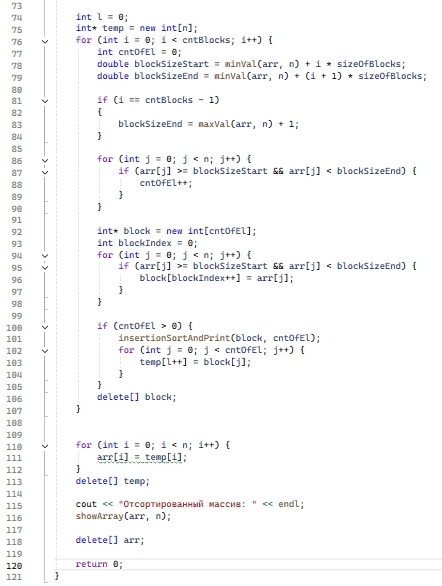 73
74 int l = 0;
75 int* temp = new int[n];
76 for (int i = 0; i < cntBlocks; i++) {
77 int cntOfEl = 0;
78 double blockSizeStart = minVal(arr, n) + i * sizeOfBlocks;
79 double blockSizeEnd = minVal(arr, n) + (i + 1) * sizeOfBlocks;
80
81 if (i == cntBlocks - 1)
82 {
83 blockSizeEnd = maxVal(arr, n) + 1;
84 }
85
86 for (int j = 0; j < n; j++) {
87 if (arr[j] >= blockSizeStart && arr[j] < blockSizeEnd) {
88 cntOfEl++;
89 }
90 }
91
92 int* block = new int[cntOfEl];
93 int blockIndex = 0;
94 for (int j = 0; j < n; j++) {
95 if (arr[j] >= blockSizeStart && arr[j] < blockSizeEnd) {
96 block[blockIndex++] = arr[j];
97 }
98 }
99
100 if (cntOfEl > 0) {
101 insertionSortAndPrint(block, cntOfEl);
102 for (int j = 0; j < cntOfEl; j++) {
103 temp[l++] = block[j];
104 }
105 }
106 delete[] block;
107 }
108
109
110 for (int i = 0; i < n; i++) {
111 arr[i] = temp[i];
112 }
113 delete[] temp;
114
115 cout << "Отсортированный массив: " << endl;
116 showArray(arr, n);
117
118 delete[] arr;
119
120 return 0;
121 }